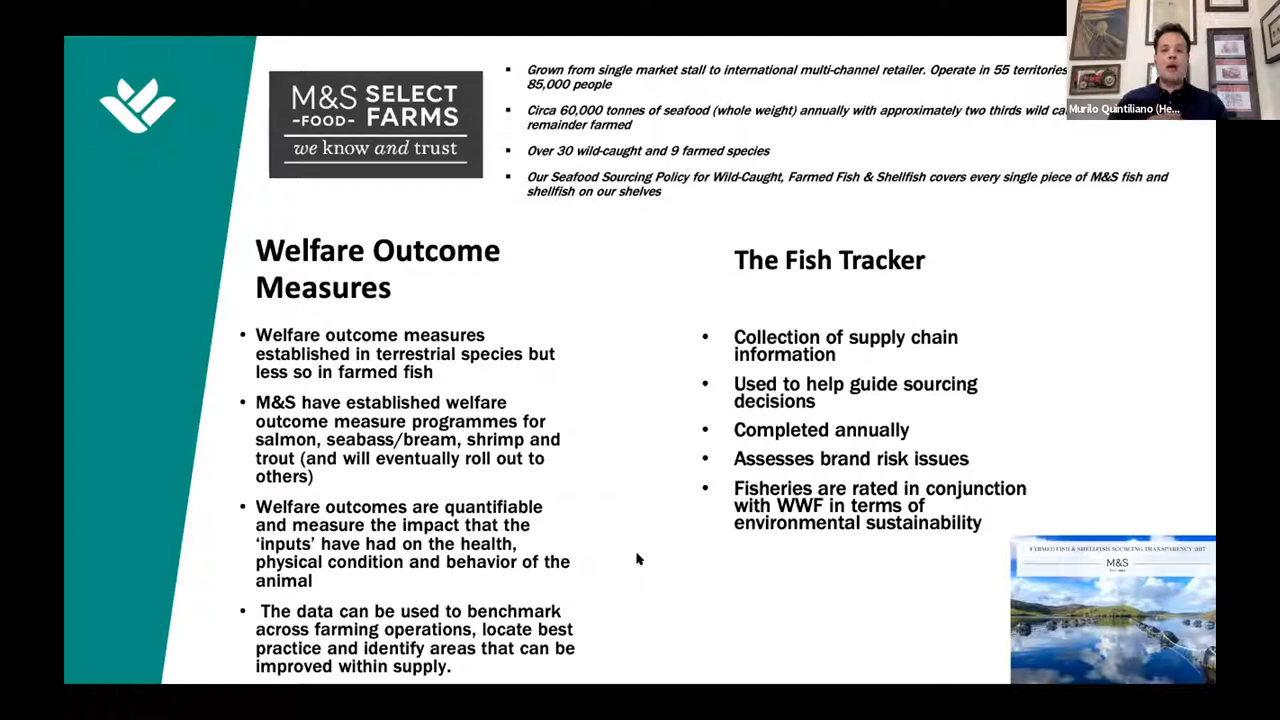 M&S SELECT
-FOOD- FARMS
we know and trust
Grown from single market stall to international multi-channel retailer. Operate in 55 territories
85,000 people
Circa 60,000 tonnes of seafood (whole weight) annually with approximately two thirds wild
remainder farmed
Over 30 wild-caught and 9 farmed species
Our Seafood Sourcing Policy for Wild-Caught, Farmed Fish & Shellfish covers every single piece of M&S fish and
shellfish on our shelves
Murilo Quintiliano (He...
Welfare Outcome
Measures
• Welfare outcome measures
established in terrestrial species but
less so in farmed fish
• M&S have established welfare
outcome measure programmes for
salmon, seabass/bream, shrimp and
trout (and will eventually roll out to
others)
• Welfare outcomes are quantifiable
and measure the impact that the
‘inputs’ have had on the health,
physical condition and behavior of the
animal
• The data can be used to benchmark
across farming operations, locate best
practice and identify areas that can be
improved within supply.
The Fish Tracker
• Collection of supply chain
information
• Used to help guide sourcing
decisions
• Completed annually
• Assesses brand risk issues
• Fisheries are rated in conjunction
with WWF in terms of
environmental sustainability
FARMED FISH & SHELLFISH SOURCING TRANSPARENCY 2017
M&S